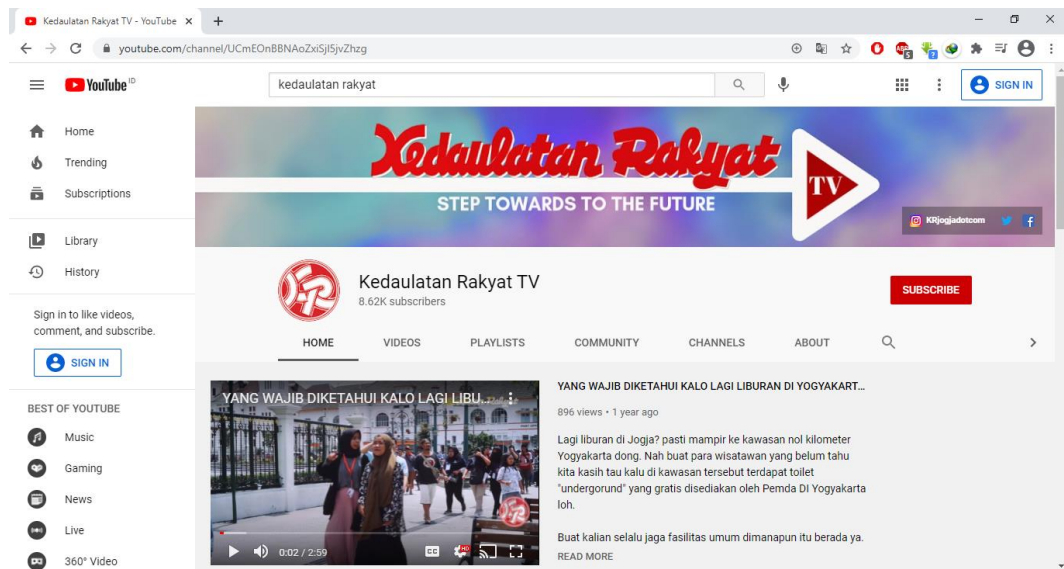 Kedaulatan Rakyat TV - YouTube
youtube.com/channel/UCmEOnBBNAoZxiSjI5jvZhzg
YouTube ID
kedaulatan rakyat
SIGN IN
Home
Trending
Subscriptions
Library
History
Sign in to like videos,
comment, and subscribe.
SIGN IN
BEST OF YOUTUBE
Music
Gaming
News
Live
360° Video
Kedaulatan Rakyat
TV
STEP TOWARDS TO THE FUTURE
KRjogjadotcom
KR
Kedaulatan Rakyat TV
8.62K subscribers
SUBSCRIBE
HOME VIDEOS PLAYLISTS COMMUNITY CHANNELS ABOUT
YANG WAJIB DIKETAHUI KALO LAGI LIBU...
0:02 / 2:59
CC
HD
YANG WAJIB DIKETAHUI KALO LAGI LIBURAN DI YOGYAKART...
896 views • 1 year ago
Lagi liburan di Jogja? pasti mampir ke kawasan nol kilometer
Yogyakarta dong. Nah buat para wisatawan yang belum tahu
kita kasih tau kalu di kawasan tersebut terdapat toilet
"undergorund" yang gratis disediakan oleh Pemda DI Yogyakarta
loh.
Buat kalian selalu jaga fasilitas umum dimanapun itu berada ya.
READ MORE